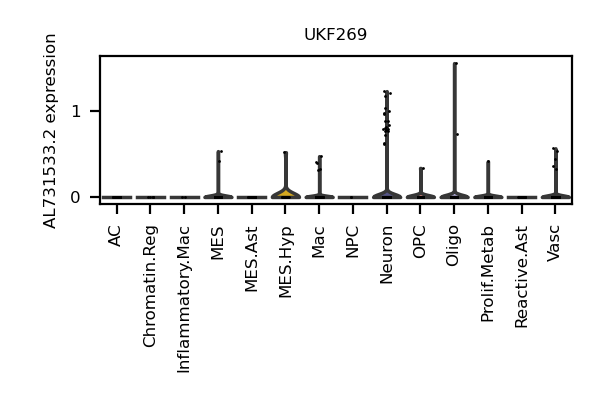 UKF269
AL731533.2 expression
1
0
AC
Chromatin.Reg
Inflammatory.Mac
MES
MES.Ast
MES.Hyp
Mac
NPC
Neuron
OPC
Oligo
Prolif.Metab
Reactive.Ast
Vasc